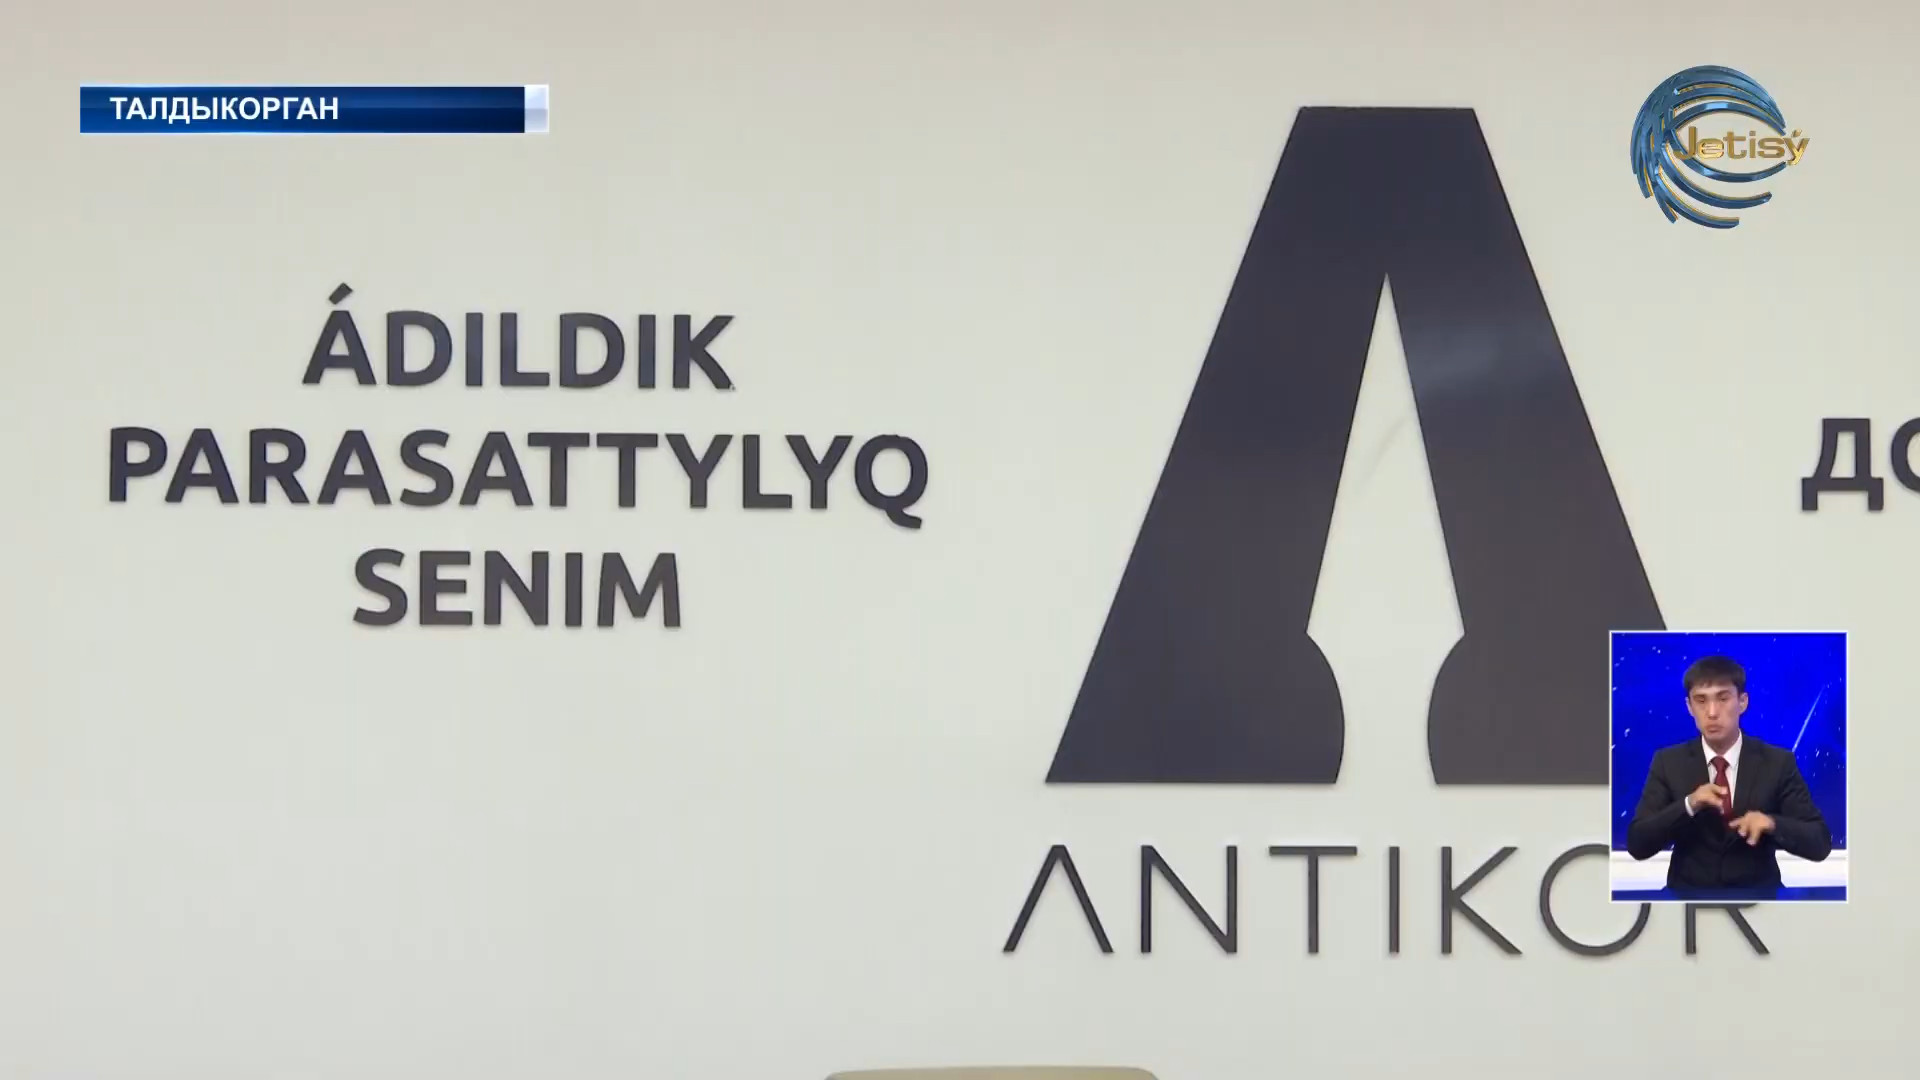 ТАЛДЫКОРГАН
Jetisý
ÁDILDIK
PARASATTYLYQ
SENIM
ANTIKOR